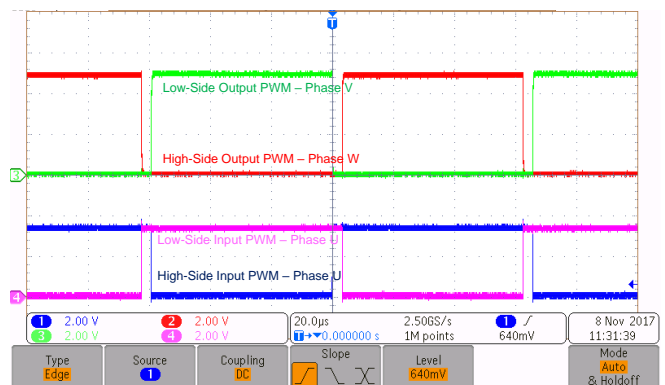 T
Low-Side Output PWM – Phase V
High-Side Output PWM – Phase W
3
Low-Side Input PWM – Phase U
High-Side Input PWM – Phase U
4
1 2.00 V 2 2.00 V 20.0µs 2.50GS/s 1 8 Nov 2017
3 2.00 V 4 2.00 V T→▼0.000000 s 1M points 640mV 11:31:39
Type Source Coupling Slope Level Mode
Edge 1 DC 640mV Auto
& Holdoff